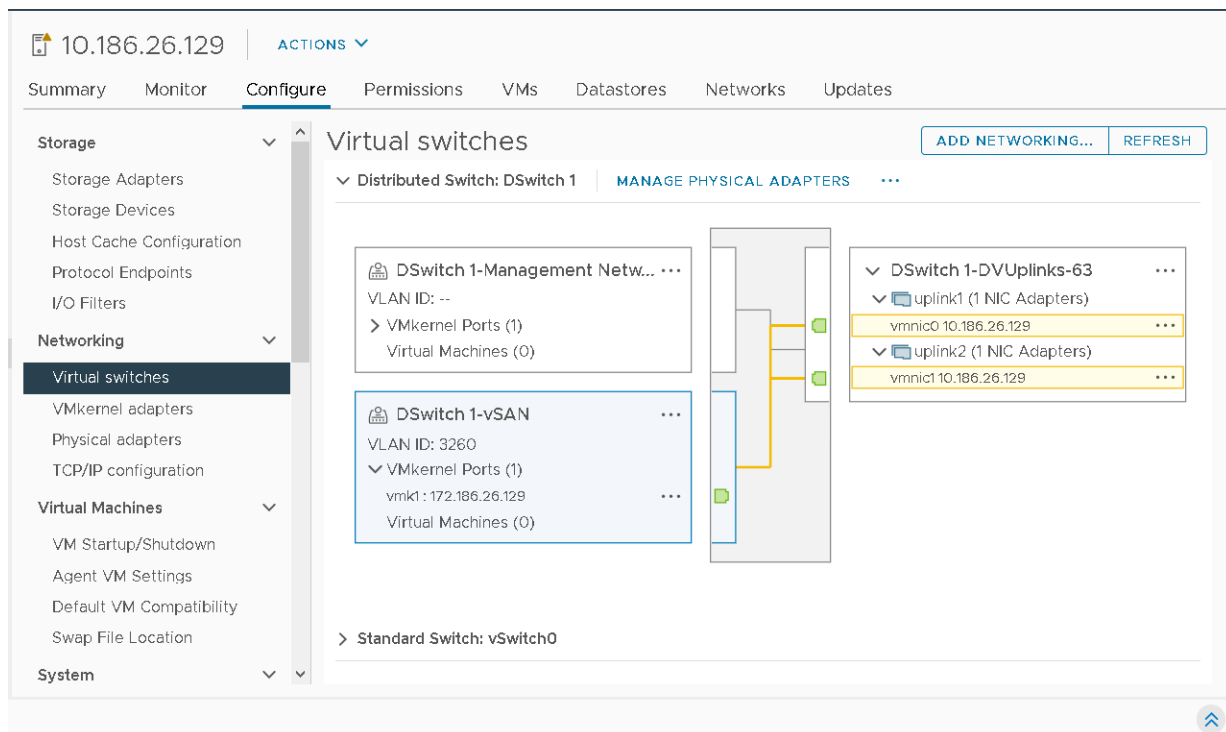 10.186.26.129 ACTIONS
Summary Monitor Configure Permissions VMs Datastores Networks Updates
Storage
Storage Adapters
Storage Devices
Host Cache Configuration
Protocol Endpoints
I/O Filters
Networking
Virtual switches
VMkernel adapters
Physical adapters
TCP/IP configuration
Virtual Machines
VM Startup/Shutdown
Agent VM Settings
Default VM Compatibility
Swap File Location
System
Virtual switches
ADD NETWORKING... REFRESH
Distributed Switch: DSwitch 1 MANAGE PHYSICAL ADAPTERS ...
DSwitch 1-Management Netw... ...
VLAN ID: --
VMkernel Ports (1)
Virtual Machines (0)
DSwitch 1-vSAN ...
VLAN ID: 3260
VMkernel Ports (1)
vmk1 : 172.186.26.129 ...
Virtual Machines (0)
DSwitch 1-DVUplinks-63 ...
uplink1 (1 NIC Adapters)
vmnic0 10.186.26.129 ...
uplink2 (1 NIC Adapters)
vmnic1 10.186.26.129 ...
Standard Switch: vSwitch0